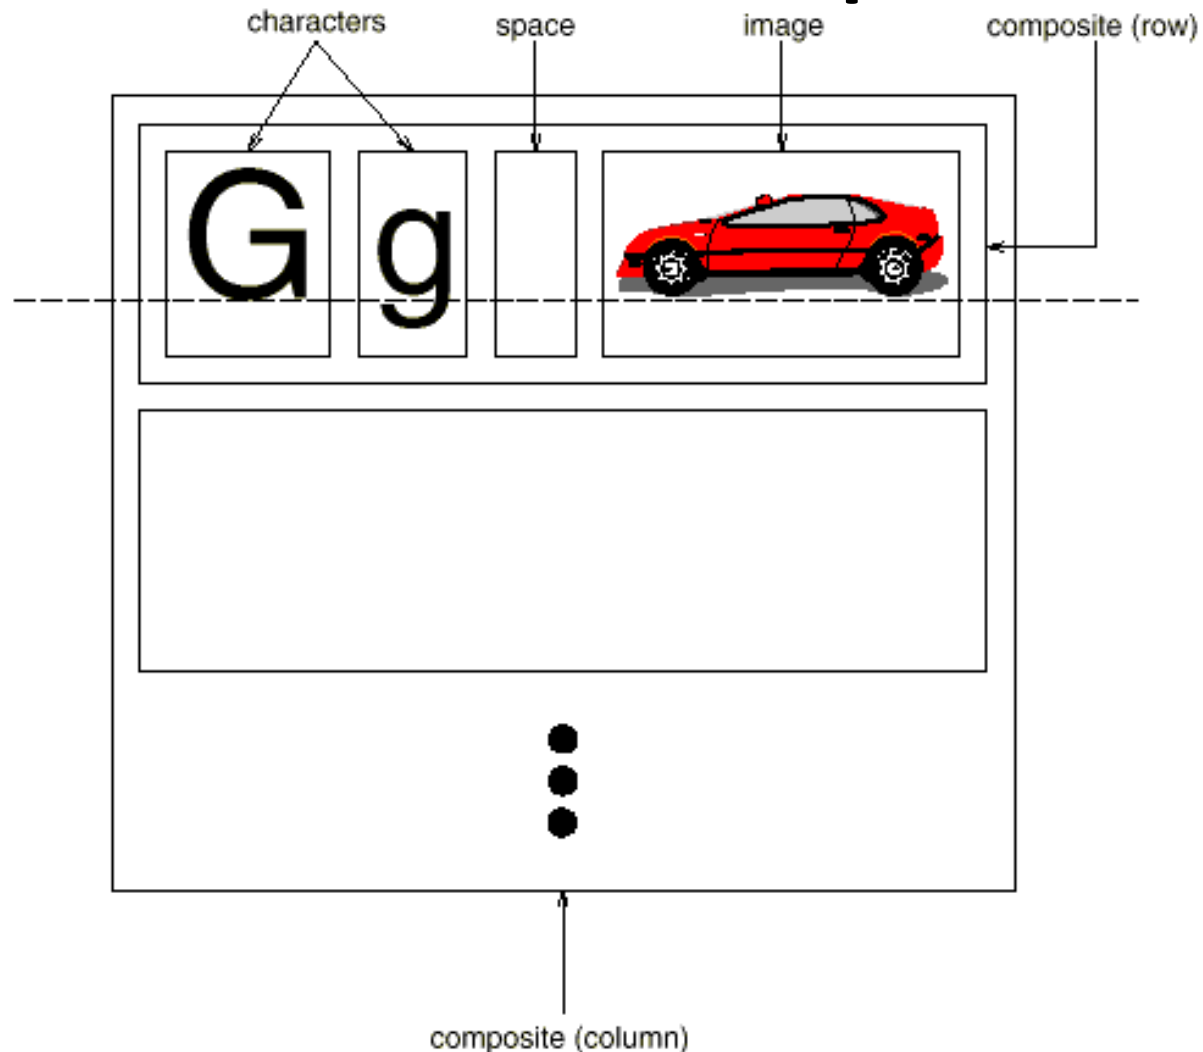 characters
space
image
composite (row)
G g
composite (column)